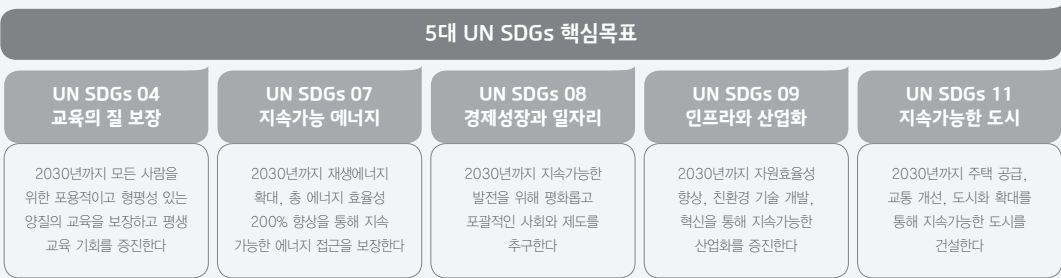 5대 UN SDGs 핵심목표
UN SDGs 04
교육의 질 보장
2030년까지 모든 사람을
위한 포용적이고 형평성 있는
양질의 교육을 보장하고 평생
교육 기회를 증진한다
UN SDGs 07
지속가능 에너지
2030년까지 재생에너지
확대, 총 에너지 효율성
200% 향상을 통해 지속
가능한 에너지 접근을 보장한다
UN SDGs 08
경제성장과 일자리
2030년까지 지속가능한
발전을 위해 평화롭고
포괄적인 사회와 제도를
추구한다
UN SDGs 09
인프라와 산업화
2030년까지 자원효율성
향상, 친환경 기술 개발,
혁신을 통해 지속가능한
산업화를 증진한다
UN SDGs 11
지속가능한 도시
2030년까지 주택 공급,
교통 개선, 도시화 확대를
통해 지속가능한 도시를
건설한다